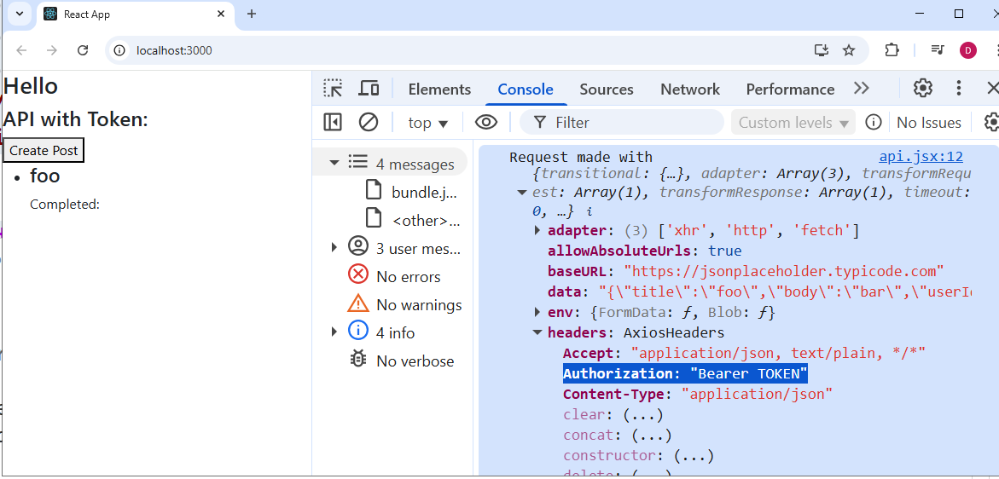 React App
localhost:3000
D
Hello
API with Token:
Create Post
foo
Completed:
Elements Console Sources Network Performance
top Filter Custom levels No Issues
4 messages
bundle.j...
<other>...
3 user mes...
No errors
No warnings
4 info
No verbose
Request made with api.jsx:12
{transitional: {…}, adapter: Array(3), transformRequ
est: Array(1), transformResponse: Array(1), timeout:
0, …} i
adapter: (3) ['xhr', 'http', 'fetch']
allowAbsoluteUrls: true
baseURL: "https://jsonplaceholder.typicode.com"
data: "{\"title\":\"foo\",\"body\":\"bar\",\"userId
env: {FormData: ƒ, Blob: ƒ}
headers: AxiosHeaders
Accept: "application/json, text/plain, */*"
Authorization: "Bearer TOKEN"
Content-Type: "application/json"
clear: (...)
concat: (...)
constructor: (...)
delete: (...)